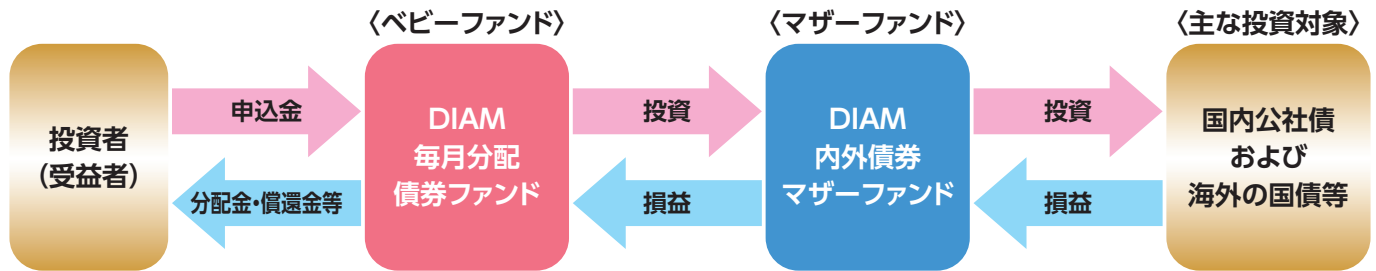 〈ベビーファンド〉
〈マザーファンド〉
〈主な投資対象〉
投資者
（受益者）
申込金
分配金・償還金等
DIAM
毎月分配
債券ファンド
投資
損益
DIAM
内外債券
マザーファンド
投資
損益
国内公社債
および
海外の国債等